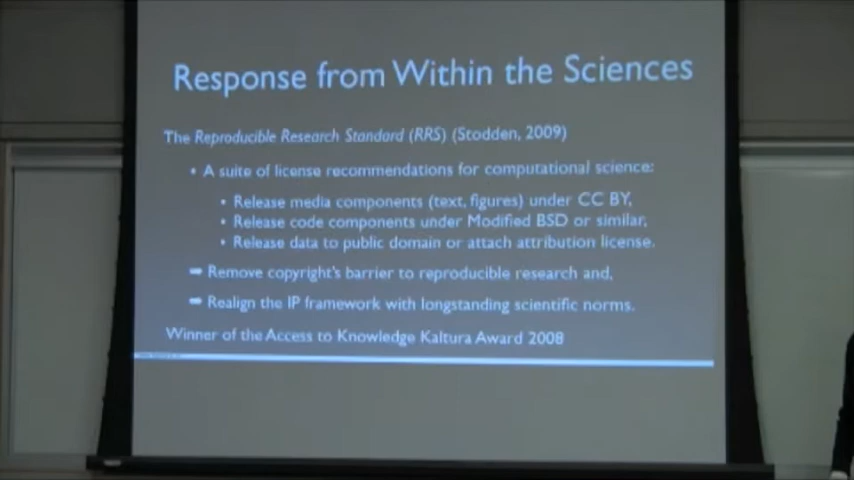 Response from Within the Sciences
The Reproducible Research Standard (RRS) (Stodden, 2009)
• A suite of license recommendations for computational science:
• Release media components (text, figures) under CC BY,
• Release code components under Modified BSD or similar,
• Release data to public domain or attach attribution license.
➡ Remove copyright's barrier to reproducible research and,
➡ Realign the IP framework with longstanding scientific norms.
Winner of the Access to Knowledge Kaltura Award 2008